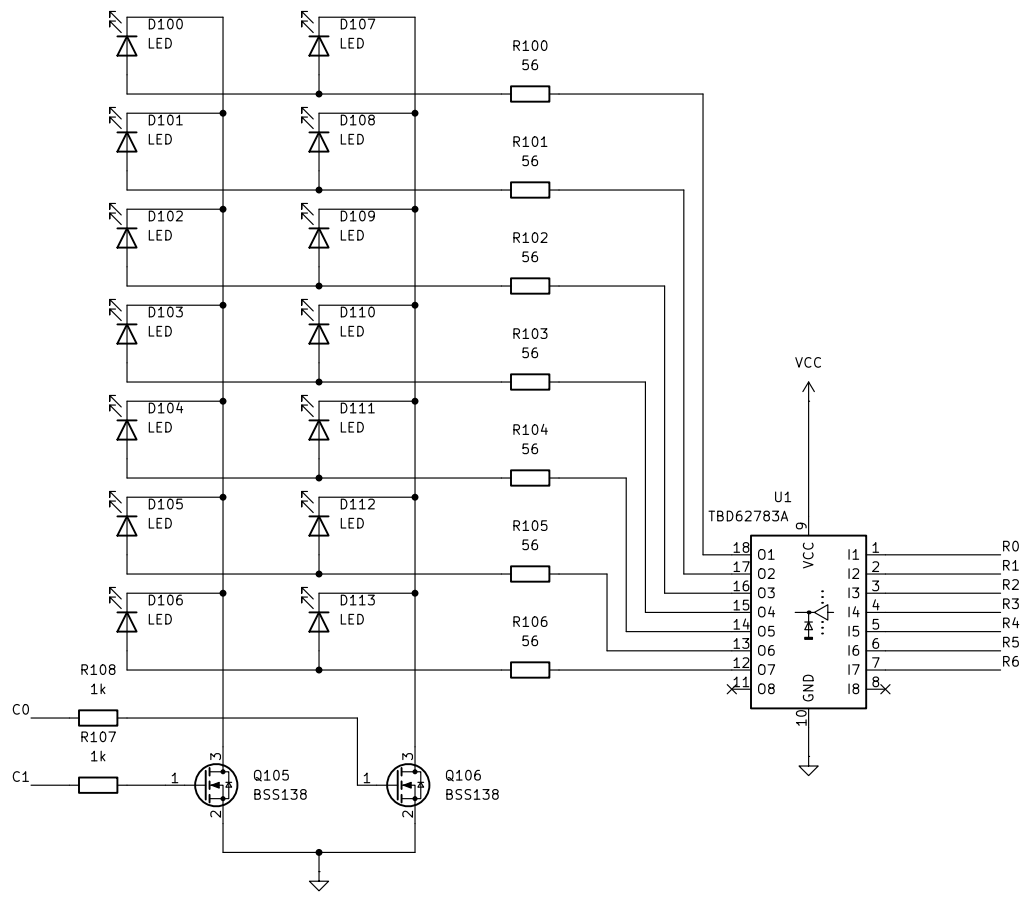 D100
LED
D107
LED
R100
56
D101
LED
D108
LED
R101
56
D102
LED
D109
LED
R102
56
D103
LED
D110
LED
R103
56
VCC
D104
LED
D111
LED
R104
56
U1
TBD62783A
D105
LED
D112
LED
R105
56
9
VCC
18 O1 I1 1 R0
17 O2 I2 2 R1
16 O3 I3 3 R2
15 O4 I4 4 R3
14 O5 I5 5 R4
13 O6 I6 6 R5
12 O7 I7 7 R6
11 O8 I8 8
GND
10
D106
LED
D113
LED
R106
56
R108
1k
C0
R107
1k
C1
1
3
2
Q105
BSS138
1
3
2
Q106
BSS138